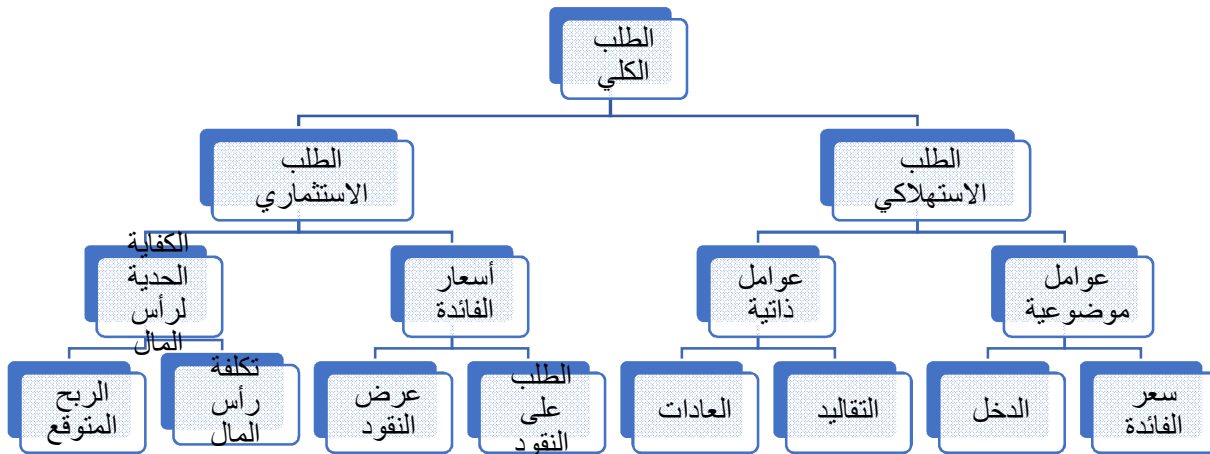 الطلب
الكلي
الطلب
الاستهلاكي
الطلب
الاستثماري
عوامل
موضوعية
عوامل
ذاتية
أسعار
الفائدة
الكفاية
الحدية
لرأس
المال
سعر
الفائدة
الدخل
التقاليد
العادات
الطلب
على
النقود
عرض
النقود
تكلفة
رأس
المال
الربح
المتوقع